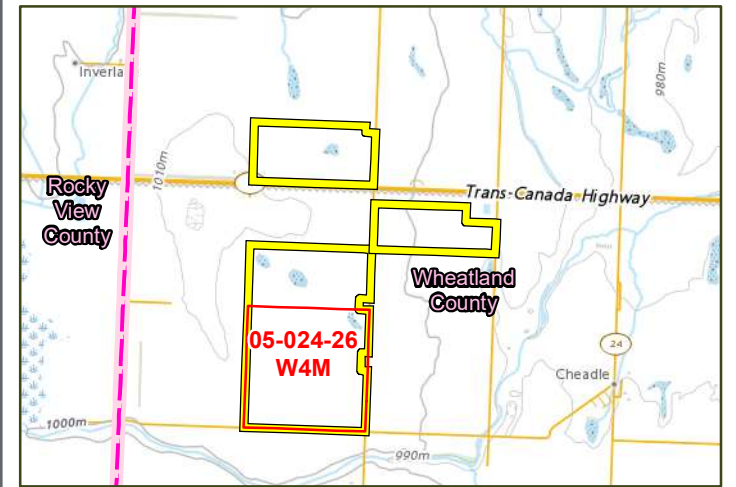 Inverla
980m
1010m
Rocky
View
County
Trans-Canada Highway
Wheatland
County
05-024-26
W4M
24
Cheadle
1000m
990m